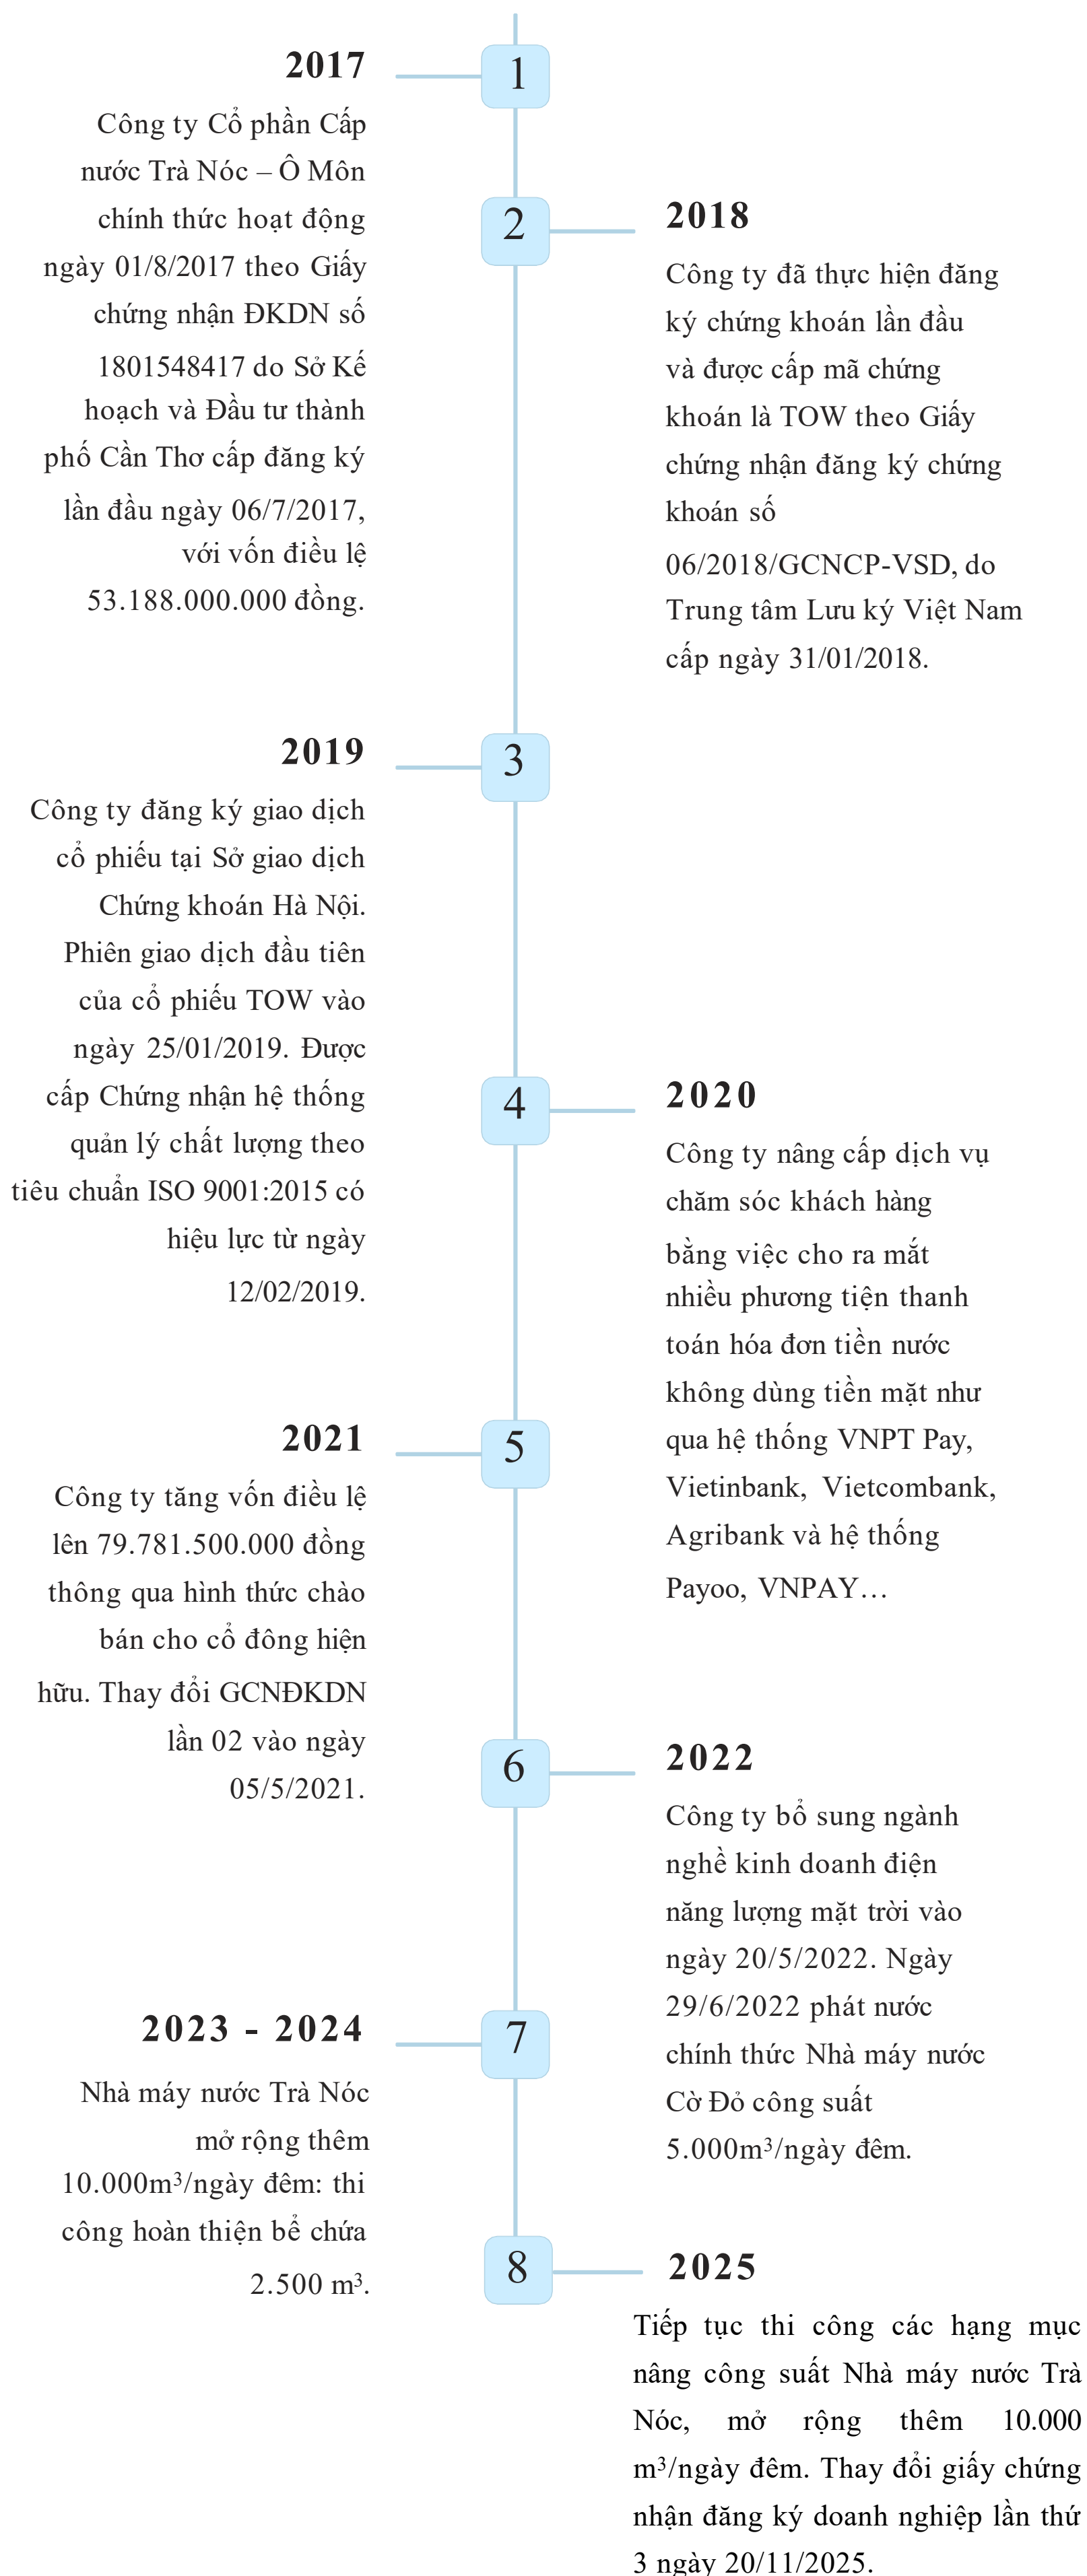 1
2017
Công ty Cổ phần Cấp
nước Trà Nóc – Ô Môn
chính thức hoạt động
ngày 01/8/2017 theo Giấy
chứng nhận ĐKDN số
1801548417 do Sở Kế
hoạch và Đầu tư thành
phố Cần Thơ cấp đăng ký
lần đầu ngày 06/7/2017,
với vốn điều lệ
53.188.000.000 đồng.
2
2018
Công ty đã thực hiện đăng
ký chứng khoán lần đầu
và được cấp mã chứng
khoán là TOW theo Giấy
chứng nhận đăng ký chứng
khoán số
06/2018/GCNCP-VSD, do
Trung tâm Lưu ký Việt Nam
cấp ngày 31/01/2018.
3
2019
Công ty đăng ký giao dịch
cổ phiếu tại Sở giao dịch
Chứng khoán Hà Nội.
Phiên giao dịch đầu tiên
của cổ phiếu TOW vào
ngày 25/01/2019. Được
cấp Chứng nhận hệ thống
quản lý chất lượng theo
tiêu chuẩn ISO 9001:2015 có
hiệu lực từ ngày
12/02/2019.
4
2020
Công ty nâng cấp dịch vụ
chăm sóc khách hàng
bằng việc cho ra mắt
nhiều phương tiện thanh
toán hóa đơn tiền nước
không dùng tiền mặt như
qua hệ thống VNPT Pay,
Vietinbank, Vietcombank,
Agribank và hệ thống
Payoo, VNPAY…
5
2021
Công ty tăng vốn điều lệ
lên 79.781.500.000 đồng
thông qua hình thức chào
bán cho cổ đông hiện
hữu. Thay đổi GCNĐKDN
lần 02 vào ngày
05/5/2021.
6
2022
Công ty bổ sung ngành
nghề kinh doanh điện
năng lượng mặt trời vào
ngày 20/5/2022. Ngày
29/6/2022 phát nước
chính thức Nhà máy nước
Cờ Đỏ công suất
5.000m³/ngày đêm.
7
2023 - 2024
Nhà máy nước Trà Nóc
mở rộng thêm
10.000m³/ngày đêm: thi
công hoàn thiện bể chứa
2.500 m³.
8
2025
Tiếp tục thi công các hạng mục
nâng công suất Nhà máy nước Trà
Nóc, mở rộng thêm 10.000
m³/ngày đêm. Thay đổi giấy chứng
nhận đăng ký doanh nghiệp lần thứ
3 ngày 20/11/2025.